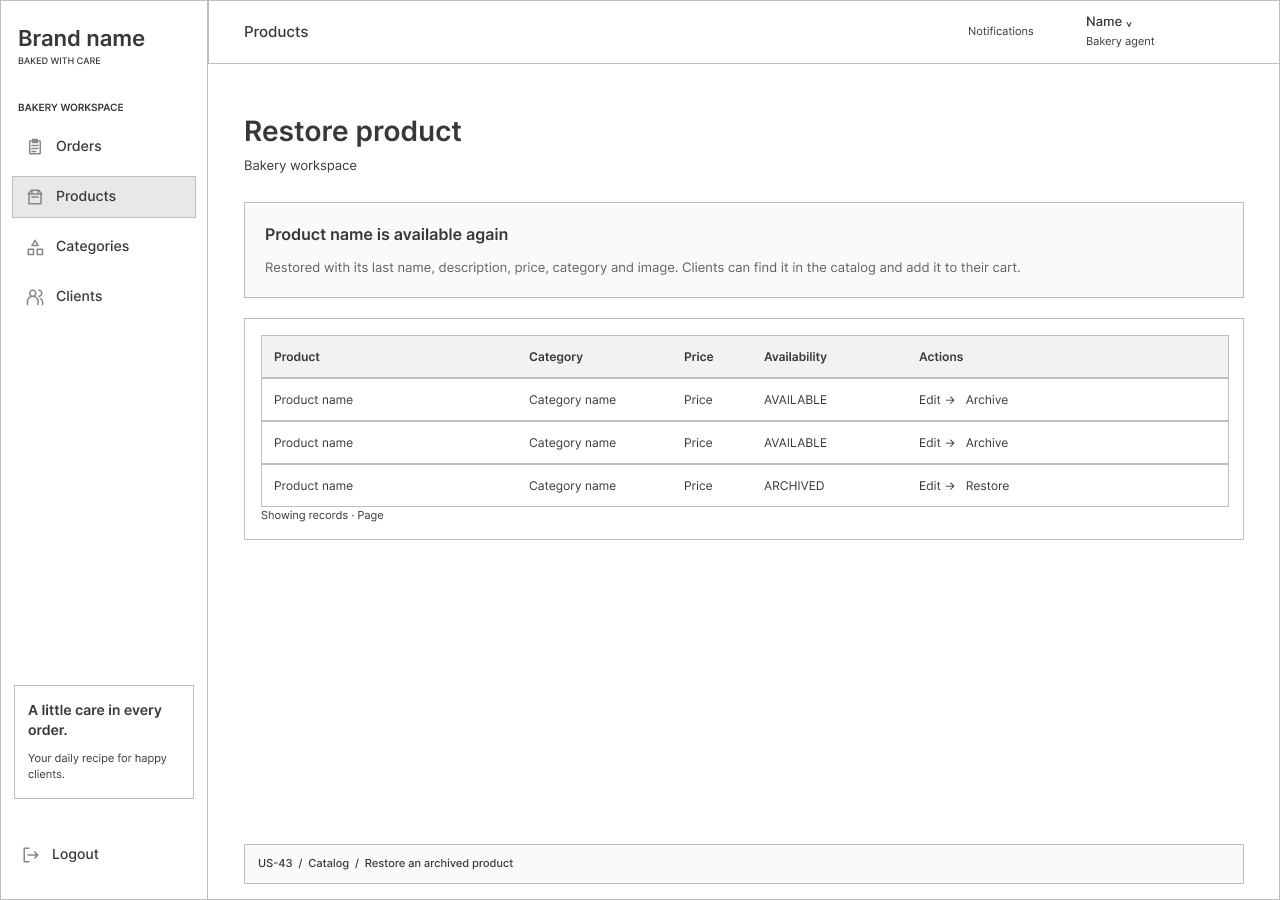 Brand name
BAKED WITH CARE
BAKERY WORKSPACE
Orders
Products
Categories
Clients
A little care in every
order.
Your daily recipe for happy
clients.
Logout
Products
Notifications
Name v
Bakery agent
Restore product
Bakery workspace
Product name is available again
Restored with its last name, description, price, category and image. Clients can find it in the catalog and add it to their cart.
Product Category Price Availability Actions
Product name Category name Price AVAILABLE Edit → Archive
Product name Category name Price AVAILABLE Edit → Archive
Product name Category name Price ARCHIVED Edit → Restore
Showing records · Page
US-43 / Catalog / Restore an archived product